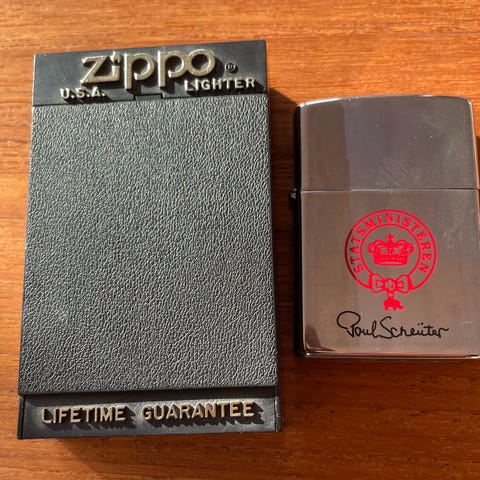 Zippo®
U.S.A. LIGHTER
LIFETIME GUARANTEE
STATSMINISTEREN
Poul Schlüter